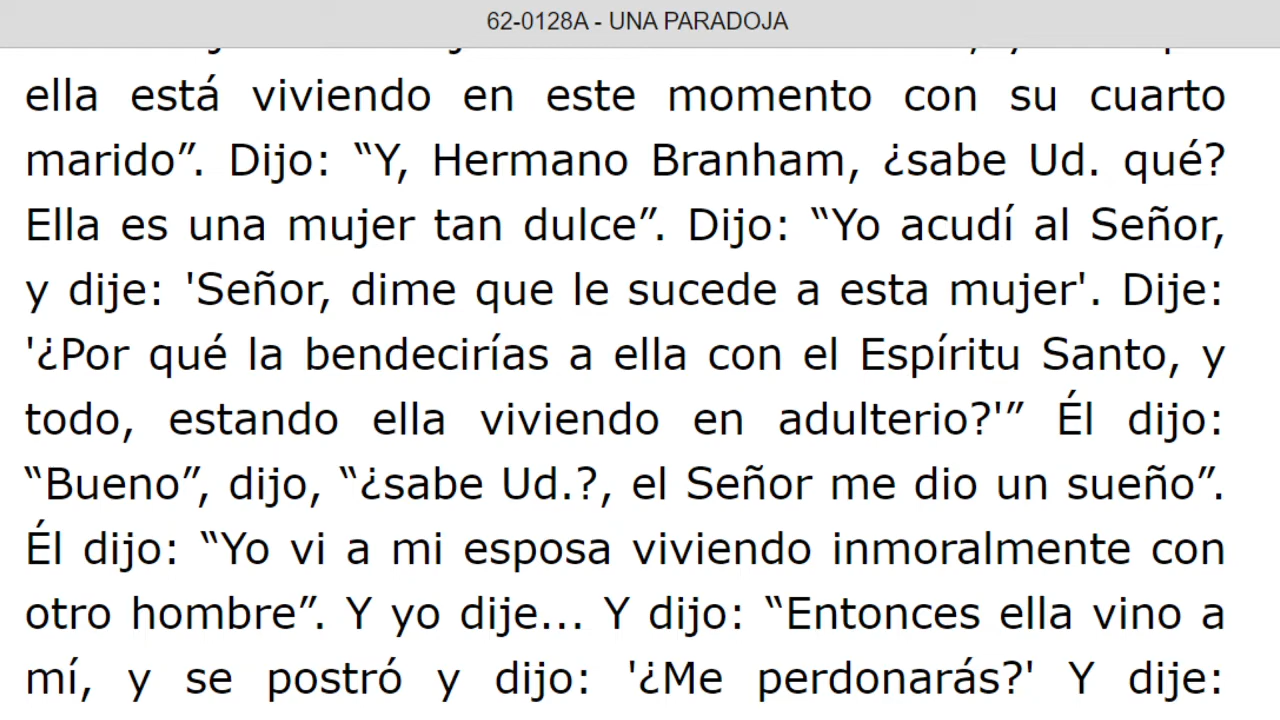 62-0128A - UNA PARADOJA
ella está viviendo en este momento con su cuarto
marido”. Dijo: “Y, Hermano Branham, ¿sabe Ud. qué?
Ella es una mujer tan dulce”. Dijo: “Yo acudí al Señor,
y dije: 'Señor, dime que le sucede a esta mujer'. Dije:
'¿Por qué la bendecirías a ella con el Espíritu Santo, y
todo, estando ella viviendo en adulterio?'” Él dijo:
“Bueno”, dijo, “¿sabe Ud.?, el Señor me dio un sueño”.
Él dijo: “Yo vi a mi esposa viviendo inmoralmente con
otro hombre”. Y yo dije... Y dijo: “Entonces ella vino a
mí, y se postró y dijo: '¿Me perdonarás?' Y dije: